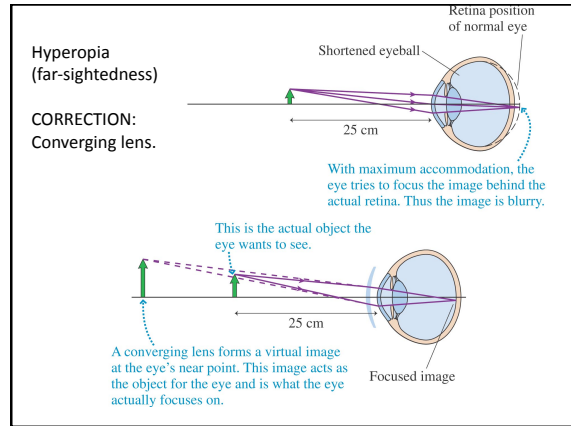 Hyperopia
(far-sightedness)
CORRECTION:
Converging lens.
Retina position
of normal eye
Shortened eyeball
25 cm
With maximum accommodation, the
eye tries to focus the image behind the
actual retina. Thus the image is blurry.
This is the actual object the
eye wants to see.
25 cm
A converging lens forms a virtual image
at the eye’s near point. This image acts as
the object for the eye and is what the eye
actually focuses on.
Focused image